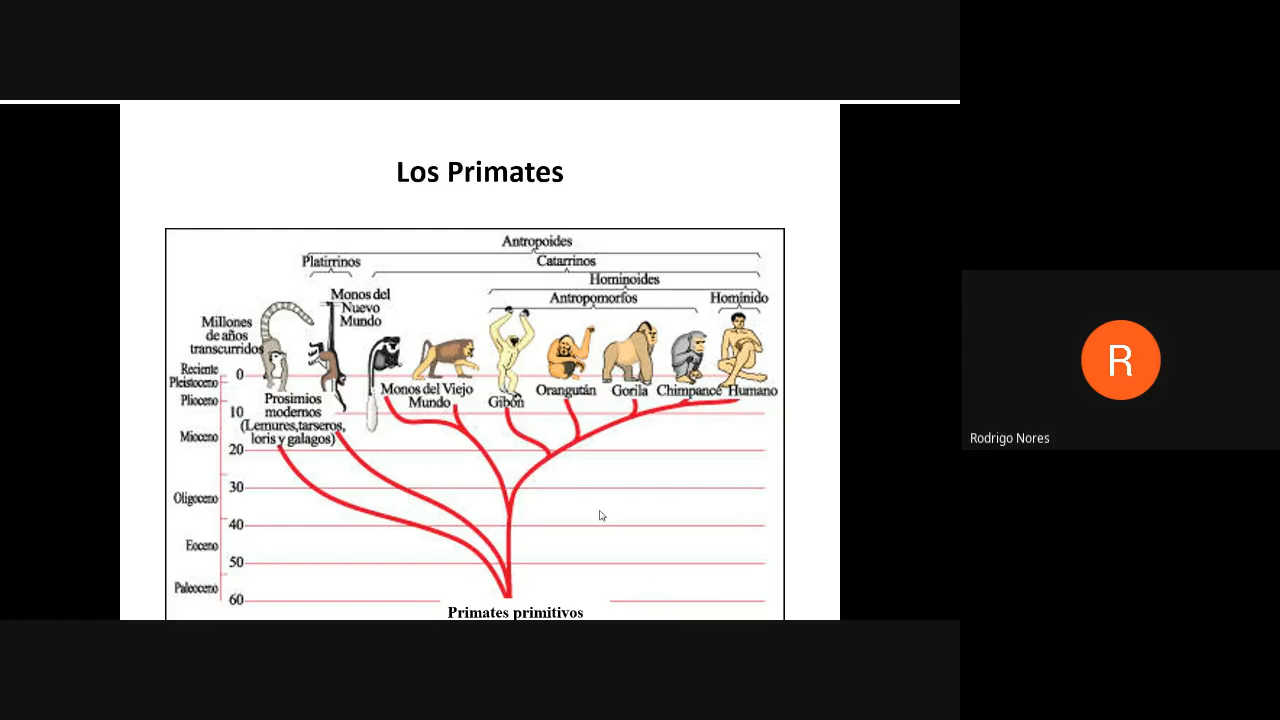 Los Primates
Antropoides
Platirrinos
Catarrinos
Hominoides
Antropomorfos
Homínido
Monos del
Nuevo
Mundo
Millones
de años
transcurridos
Reciente
0
Pleistoceno
Plioceno
10
Mioceno
20
30
Oligoceno
40
Eoceno
50
Paleoceno
60
Prosimios
modernos
(Lemures,tarseros,
loris y galagos)
Monos del Viejo
Mundo
Gibón
Orangután
Gorila
Chimpancé
Humano
Primates primitivos
R
Rodrigo Nores